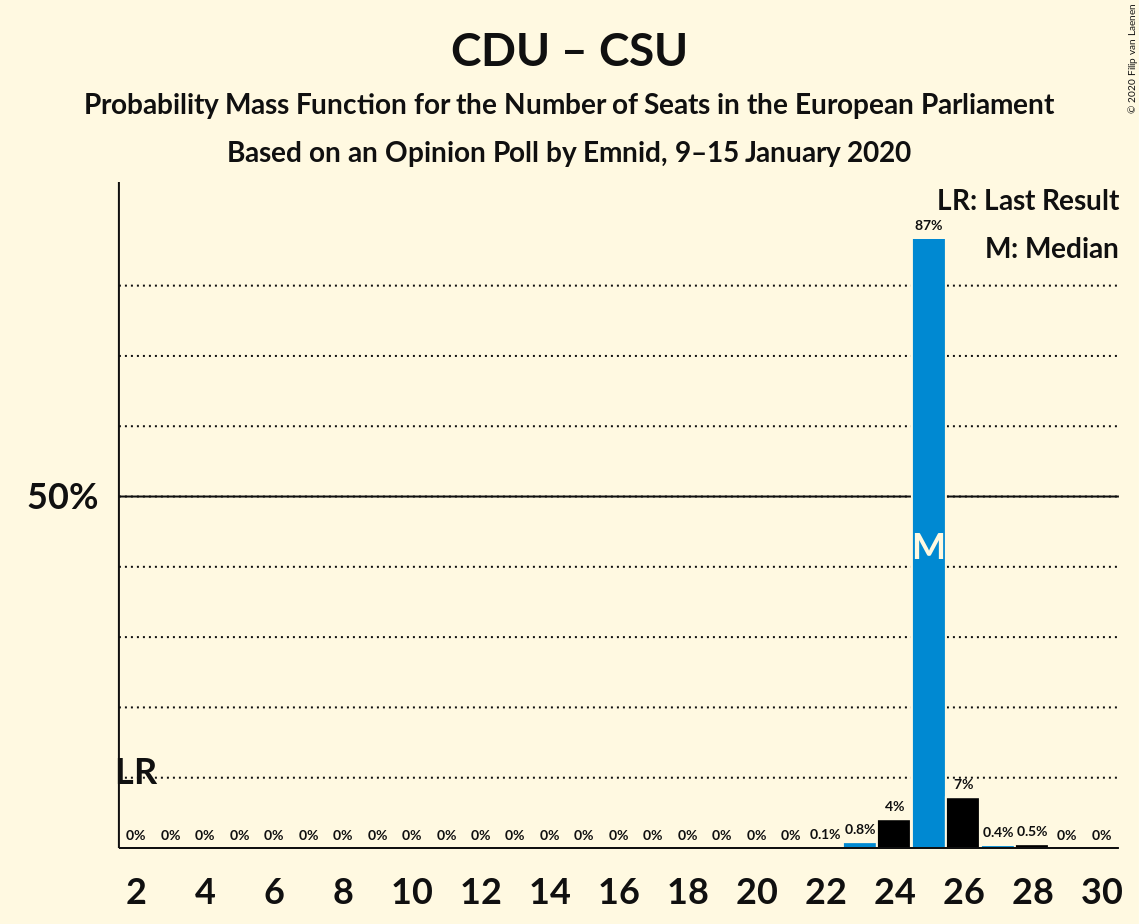 CDU – CSU
Probability Mass Function for the Number of Seats in the European Parliament
Based on an Opinion Poll by Emnid, 9–15 January 2020
© 2020 Filip van Laenen
LR: Last Result
M: Median
87%
50%
M
LR
0% 0% 0% 0% 0% 0% 0% 0% 0% 0% 0% 0% 0% 0% 0% 0% 0% 0% 0% 0% 0.1% 0.8% 4% 7% 0.4% 0.5% 0% 0%
2 4 6 8 10 12 14 16 18 20 22 24 26 28 30